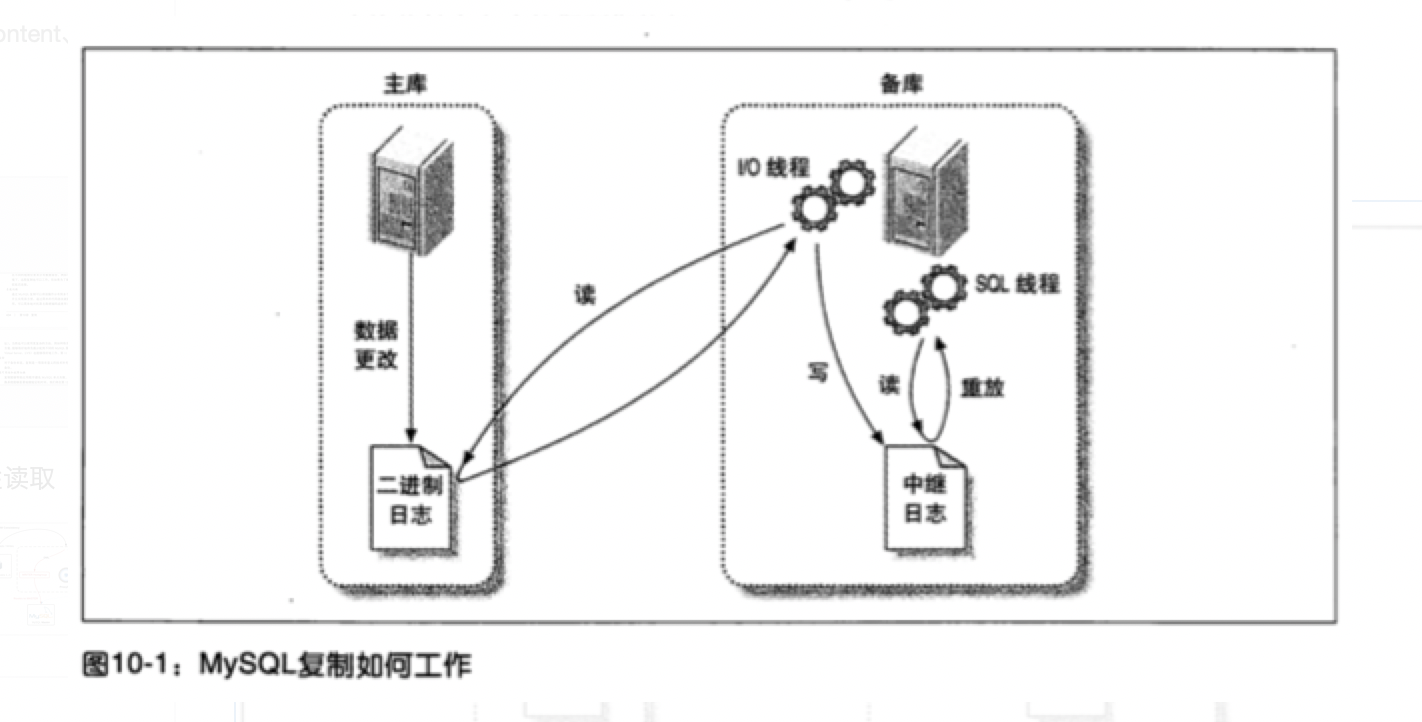 ontent、
主库
备库
I/O 线程
SQL 线程
读
数据
更改
写
读
重放
二进制
日志
中继
日志
读取
图10-1：MySQL复制如何工作